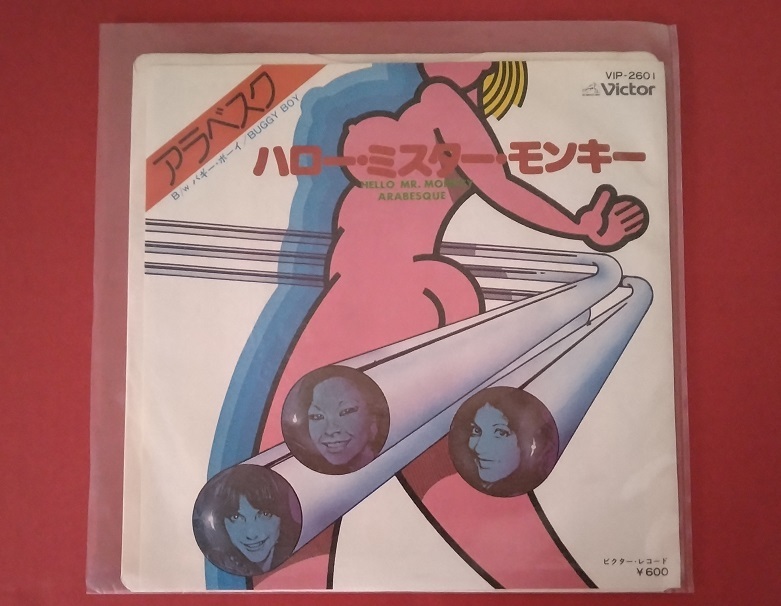 アラベスク
B/w バギー・ボーイ/BUGGY BOY
VIP-2601
Victor
ハロー・ミスター・モンキー
HELLO MR. MONKEY
ARABESQUE
ビクター・レコード
¥600